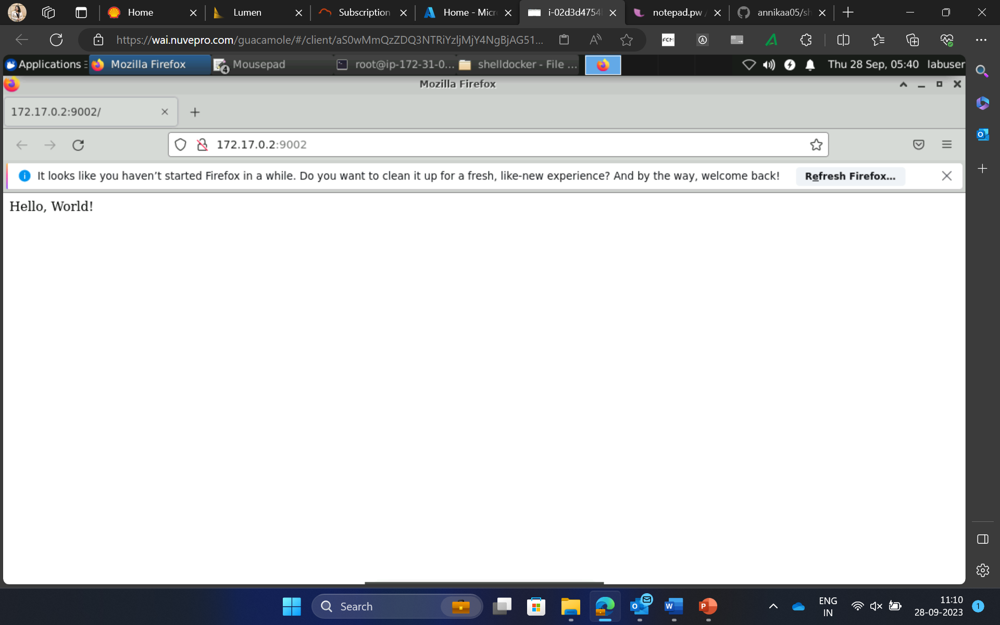 Home
Lumen
Subscription
Home - Micr
i-02d3d4754
notepad.pw /
annikaa05/sh
https://wai.nuvepro.com/guacamole/#/client/aS0wMmQzZDQ3NTRiYzljMjY4NgBjAG51...
Applications
Mozilla Firefox
4
Mousepad
root@ip-172-31-0...
shelldocker - File ...
Thu 28 Sep, 05:40
labuser
Mozilla Firefox
172.17.0.2:9002/
172.17.0.2:9002
It looks like you haven’t started Firefox in a while. Do you want to clean it up for a fresh, like-new experience? And by the way, welcome back!
Refresh Firefox...
Hello, World!
Search
ENG
IN
11:10
28-09-2023
1